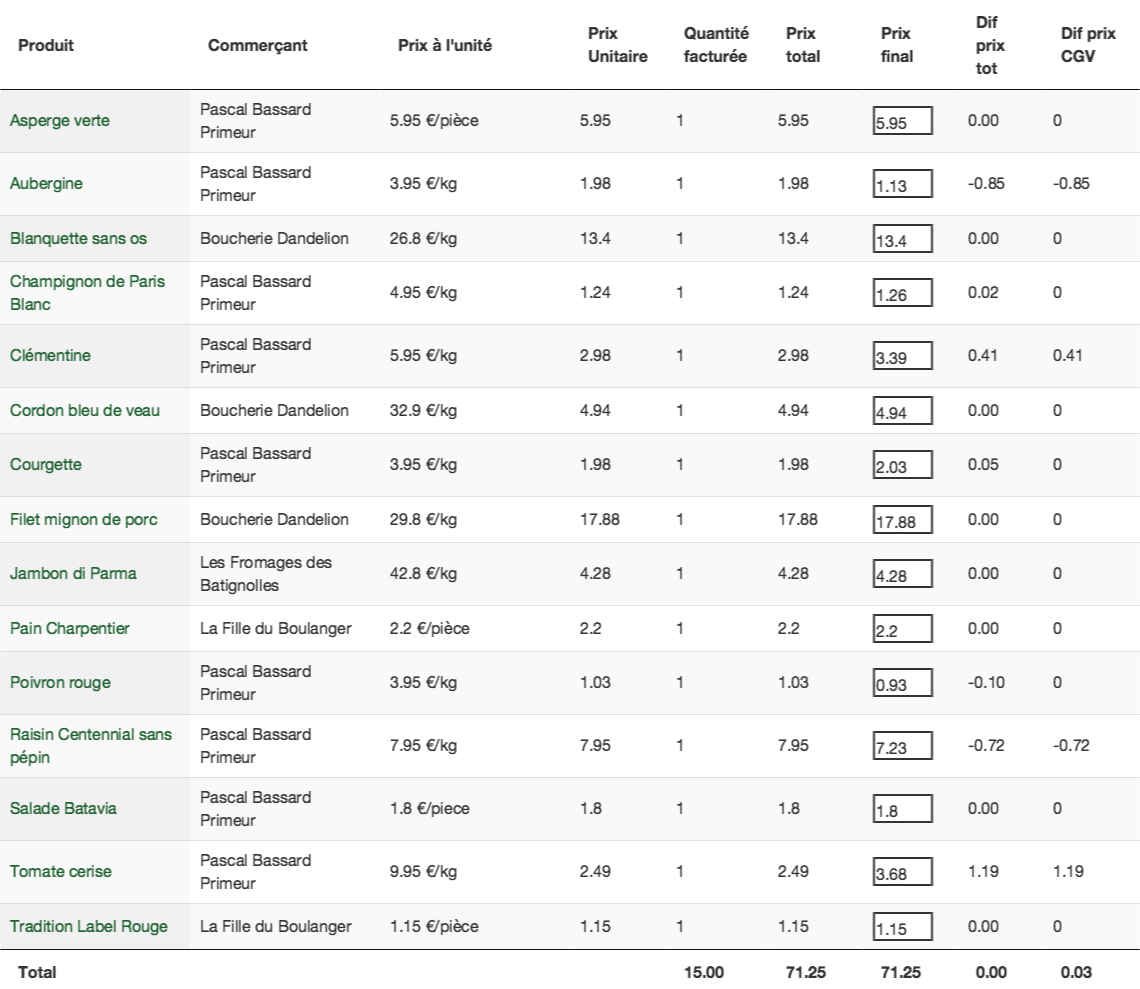 Produit Commerçant Prix à l'unité Prix Unitaire Quantité facturée Prix total Prix final Dif prix tot Dif prix CGV
Asperge verte Pascal Bassard Primeur 5.95 €/pièce 5.95 1 5.95 5.95 0.00 0
Aubergine Pascal Bassard Primeur 3.95 €/kg 1.98 1 1.98 1.13 -0.85 -0.85
Blanquette sans os Boucherie Dandelion 26.8 €/kg 13.4 1 13.4 13.4 0.00 0
Champignon de Paris Blanc Pascal Bassard Primeur 4.95 €/kg 1.24 1 1.24 1.26 0.02 0
Clémentine Pascal Bassard Primeur 5.95 €/kg 2.98 1 2.98 3.39 0.41 0.41
Cordon bleu de veau Boucherie Dandelion 32.9 €/kg 4.94 1 4.94 4.94 0.00 0
Courgette Pascal Bassard Primeur 3.95 €/kg 1.98 1 1.98 2.03 0.05 0
Filet mignon de porc Boucherie Dandelion 29.8 €/kg 17.88 1 17.88 17.88 0.00 0
Jambon di Parma Les Fromages des Batignolles 42.8 €/kg 4.28 1 4.28 4.28 0.00 0
Pain Charpentier La Fille du Boulanger 2.2 €/pièce 2.2 1 2.2 2.2 0.00 0
Poivron rouge Pascal Bassard Primeur 3.95 €/kg 1.03 1 1.03 0.93 -0.10 0
Raisin Centennial sans pépin Pascal Bassard Primeur 7.95 €/kg 7.95 1 7.95 7.23 -0.72 -0.72
Salade Batavia Pascal Bassard Primeur 1.8 €/piece 1.8 1 1.8 1.8 0.00 0
Tomate cerise Pascal Bassard Primeur 9.95 €/kg 2.49 1 2.49 3.68 1.19 1.19
Tradition Label Rouge La Fille du Boulanger 1.15 €/pièce 1.15 1 1.15 1.15 0.00 0
Total 15.00 71.25 71.25 0.00 0.03